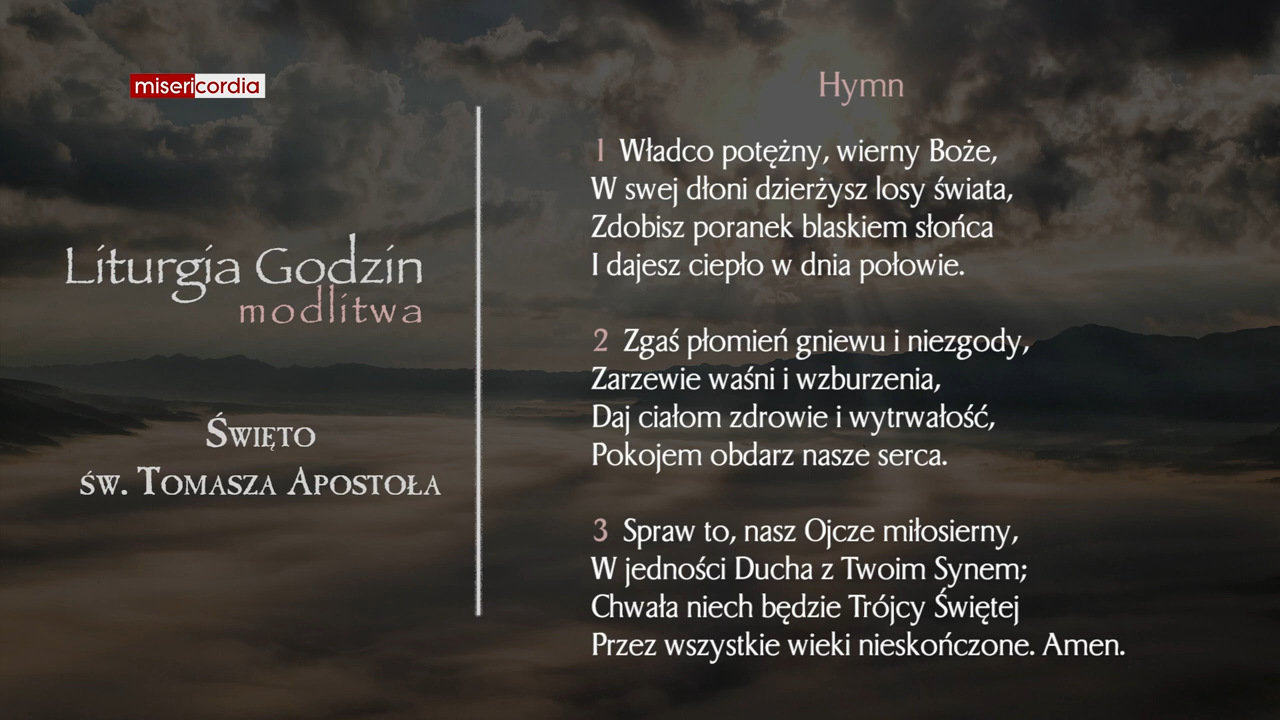 misericordia
Liturgia Godzin
modlitwa
Święto
św. Tomasza Apostoła
Hymn
1 Władco potężny, wierny Boże,
W swej dłoni dzierżysz losy świata,
Zdobisz poranek blaskiem słońca
I dajesz ciepło w dnia połowie.
2 Zgaś płomień gniewu i niezgody,
Zarzewie waśni i wzburzenia,
Daj ciałom zdrowie i wytrwałość,
Pokojem obdarz nasze serca.
3 Spraw to, nasz Ojcze miłosierny,
W jedności Ducha z Twoim Synem;
Chwała niech będzie Trójcy Świętej
Przez wszystkie wieki nieskończone. Amen.